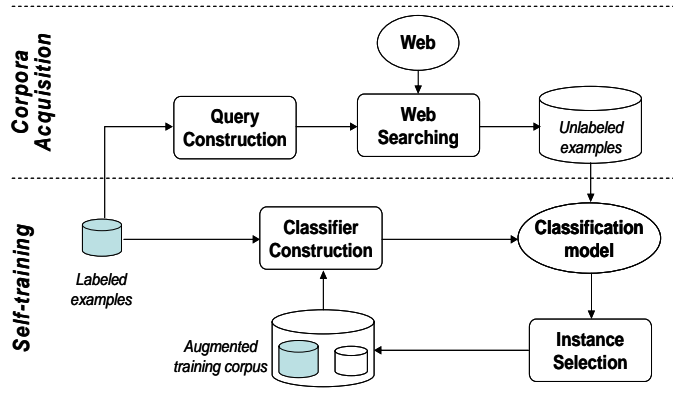 Corpora
Acquisition
Web
Query
Construction
Web
Searching
Unlabeled
examples
Self-training
Labeled
examples
Classifier
Construction
Classification
model
Augmented
training corpus
Instance
Selection